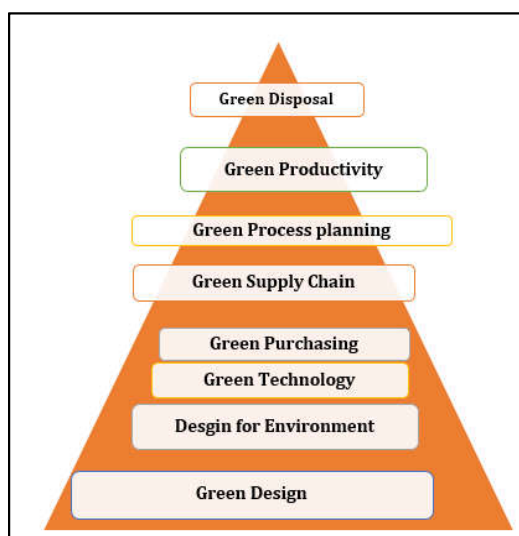 Green Disposal
Green Productivity
Green Process planning
Green Supply Chain
Green Purchasing
Green Technology
Desgin for Environment
Green Design